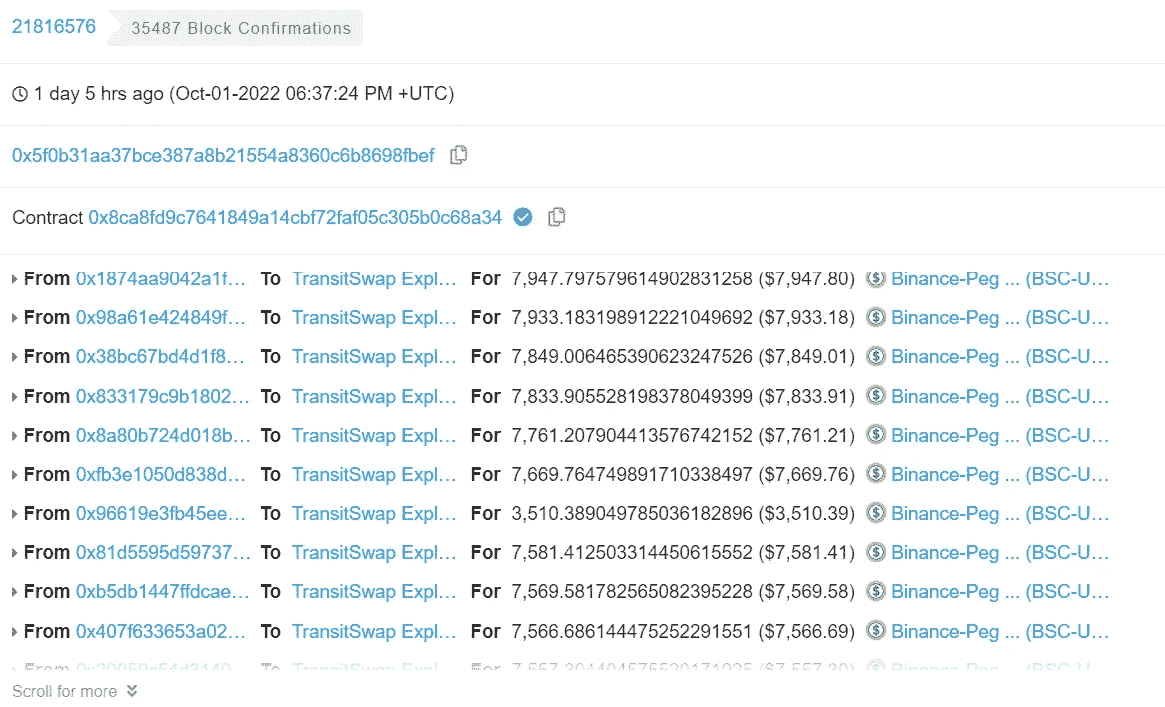 21816576 35487 Block Confirmations
1 day 5 hrs ago (Oct-01-2022 06:37:24 PM +UTC)
0x5f0b31aa37bce387a8b21554a8360c6b8698fbef
Contract 0x8ca8fd9c7641849a14cbf72faf05c305b0c68a34
From 0x1874aa9042a1f... To TransitSwap Expl... For 7,947.797579614902831258 ($7,947.80) Binance-Peg ... (BSC-U...
From 0x98a61e424849f... To TransitSwap Expl... For 7,933.183198912221049692 ($7,933.18) Binance-Peg ... (BSC-U...
From 0x38bc67bd4d1f8... To TransitSwap Expl... For 7,849.006465390623247526 ($7,849.01) Binance-Peg ... (BSC-U...
From 0x833179c9b1802... To TransitSwap Expl... For 7,833.905528198378049399 ($7,833.91) Binance-Peg ... (BSC-U...
From 0x8a80b724d018b... To TransitSwap Expl... For 7,761.207904413576742152 ($7,761.21) Binance-Peg ... (BSC-U...
From 0xfb3e1050d838d... To TransitSwap Expl... For 7,669.764749891710338497 ($7,669.76) Binance-Peg ... (BSC-U...
From 0x96619e3fb45ee... To TransitSwap Expl... For 3,510.389049785036182896 ($3,510.39) Binance-Peg ... (BSC-U...
From 0x81d5595d59737... To TransitSwap Expl... For 7,581.412503314450615552 ($7,581.41) Binance-Peg ... (BSC-U...
From 0xb5db1447ffdcae... To TransitSwap Expl... For 7,569.581782565082395228 ($7,569.58) Binance-Peg ... (BSC-U...
From 0x407f633653a02... To TransitSwap Expl... For 7,566.686144475252291551 ($7,566.69) Binance-Peg ... (BSC-U...
From To TransitSwap Expl... For Binance-Peg ... (BSC-U...
Scroll for more